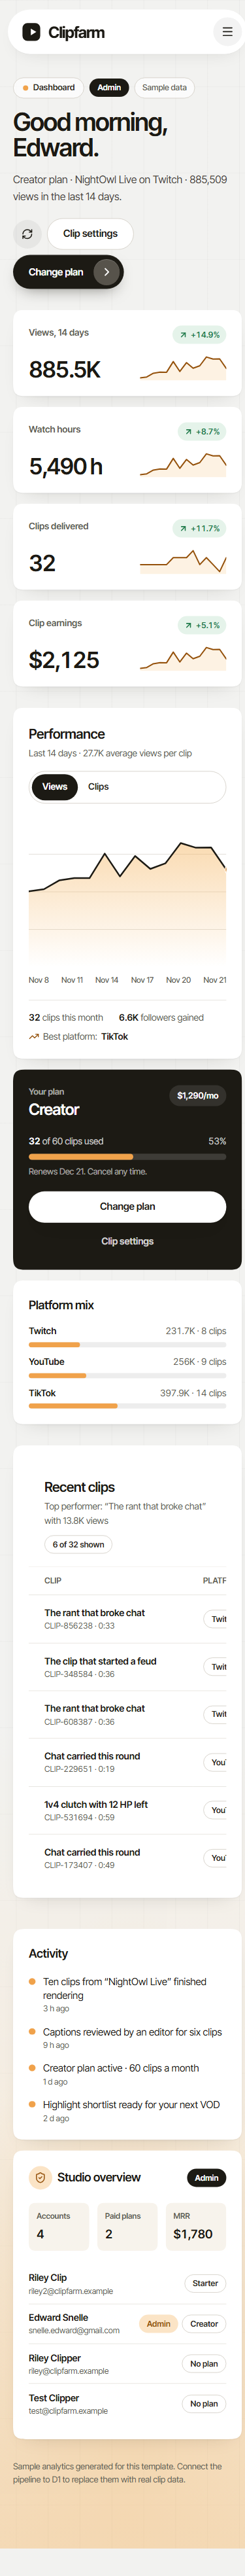 Clipfarm
Dashboard Admin Sample data
Good morning,
Edward.
Creator plan · NightOwl Live on Twitch · 885,509
views in the last 14 days.
Clip settings
Change plan
Views, 14 days +14.9%
885.5K
Watch hours +8.7%
5,490 h
Clips delivered +11.7%
32
Clip earnings +5.1%
$2,125
Performance
Last 14 days · 27.7K average views per clip
Views Clips
Nov 8 Nov 11 Nov 14 Nov 17 Nov 20 Nov 21
32 clips this month 6.6K followers gained
Best platform: TikTok
Your plan $1,290/mo
Creator
32 of 60 clips used 53%
Renews Dec 21. Cancel any time.
Change plan
Clip settings
Platform mix
Twitch 231.7K · 8 clips
YouTube 256K · 9 clips
TikTok 397.9K · 14 clips
Recent clips
Top performer: “The rant that broke chat”
with 13.8K views
6 of 32 shown
CLIP PLATF
The rant that broke chat
CLIP-856238 · 0:33 Twit
The clip that started a feud
CLIP-348584 · 0:36 Twit
The rant that broke chat
CLIP-608387 · 0:36 Twit
Chat carried this round
CLIP-229651 · 0:19 You
1v4 clutch with 12 HP left
CLIP-531694 · 0:59 You
Chat carried this round
CLIP-173407 · 0:49 You
Activity
Ten clips from “NightOwl Live” finished
rendering
3 h ago
Captions reviewed by an editor for six clips
9 h ago
Creator plan active · 60 clips a month
1 d ago
Highlight shortlist ready for your next VOD
2 d ago
Studio overview Admin
Accounts Paid plans MRR
4 2 $1,780
Riley Clip
riley2@clipfarm.example Starter
Edward Snelle
snelle.edward@gmail.com Admin Creator
Riley Clipper
riley@clipfarm.example No plan
Test Clipper
test@clipfarm.example No plan
Sample analytics generated for this template. Connect the
pipeline to D1 to replace them with real clip data.